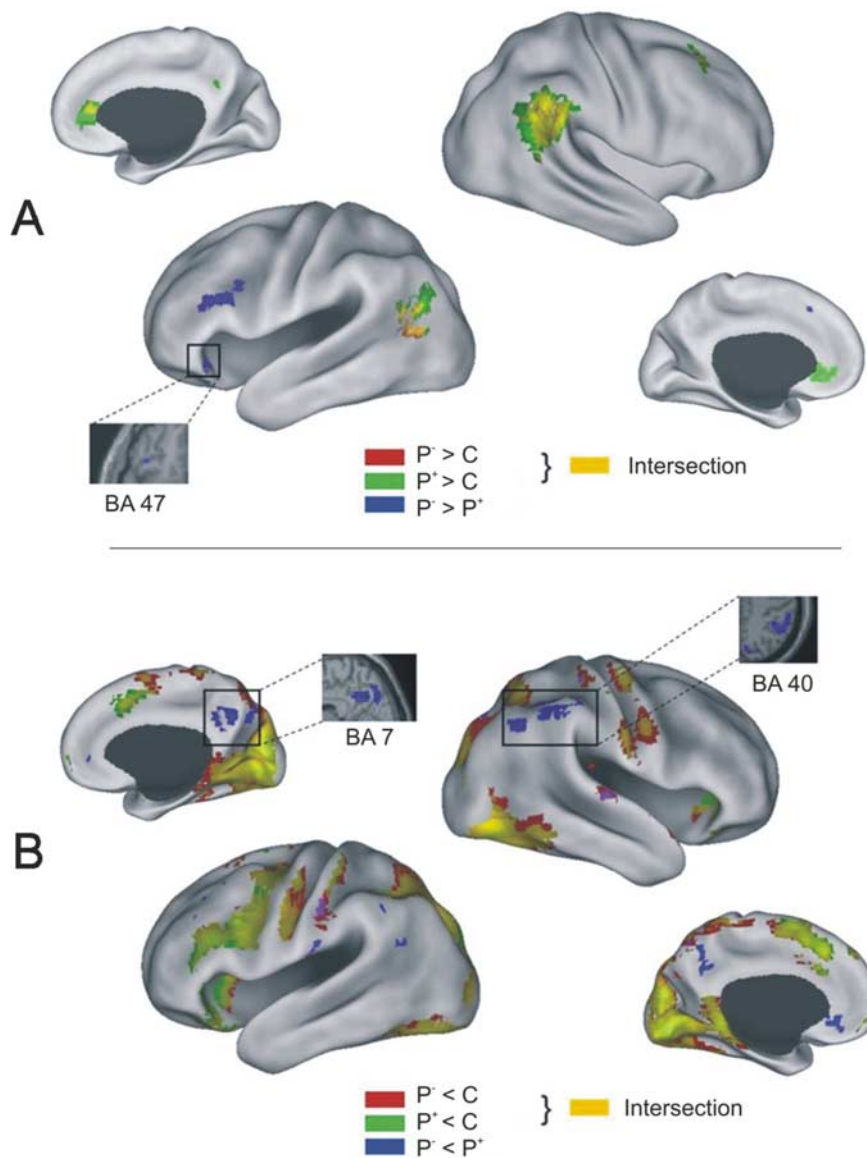 A
BA 47
P⁻ > C
P⁺ > C } Intersection
P⁻ > P⁺
BA 40
BA 7
B
P⁻ < C
P⁺ < C } Intersection
P⁻ < P⁺